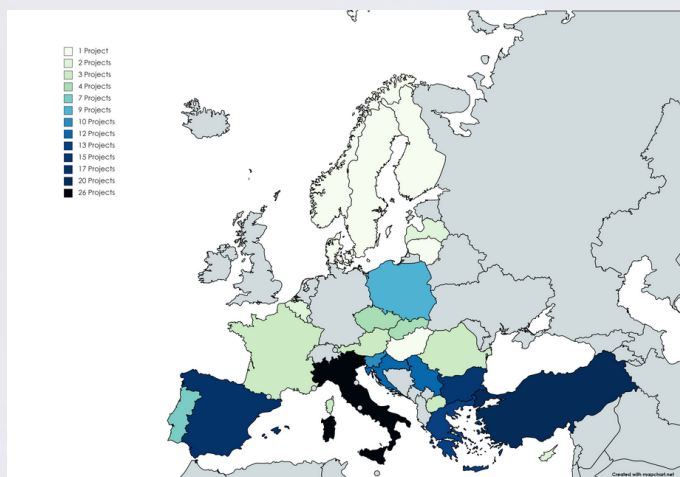 1 Project
2 Projects
3 Projects
4 Projects
7 Projects
9 Projects
10 Projects
12 Projects
13 Projects
15 Projects
17 Projects
20 Projects
26 Projects
Created with mapchart.net